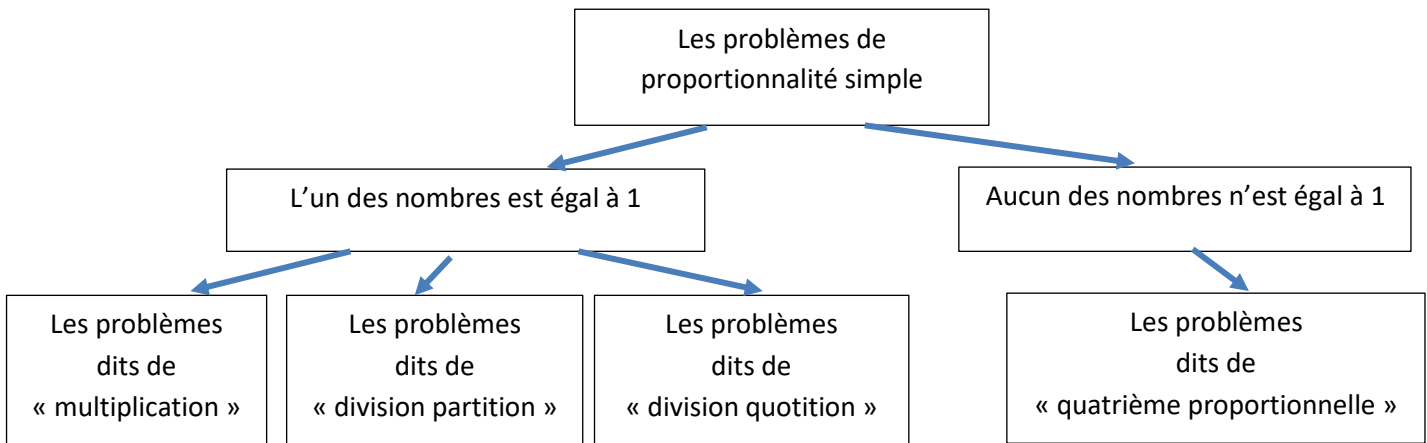 Les problèmes de
proportionnalité simple
L’un des nombres est égal à 1
Aucun des nombres n’est égal à 1
Les problèmes
dits de
« multiplication »
Les problèmes
dits de
« division partition »
Les problèmes
dits de
« division quotition »
Les problèmes
dits de
« quatrième proportionnelle »